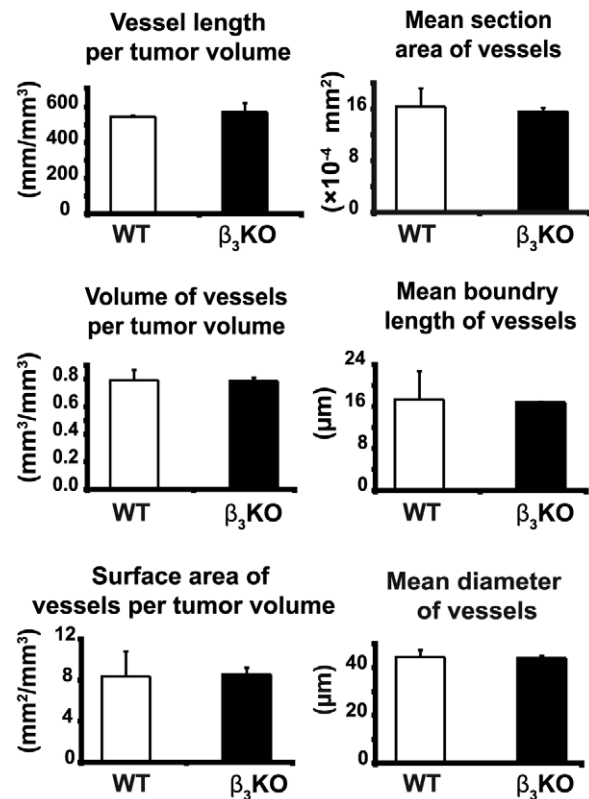 Vessel length
per tumor volume
(mm/mm³)
600
400
200
0
WT
β₃KO
Mean section
area of vessels
(×10⁻⁴ mm²)
16
8
0
WT
β₃KO
Volume of vessels
per tumor volume
(mm³/mm³)
0.8
0.6
0.4
0.2
0.0
WT
β₃KO
Mean boundry
length of vessels
(µm)
24
16
8
0
WT
β₃KO
Surface area of
vessels per tumor volume
(mm²/mm³)
12
8
4
0
WT
β₃KO
Mean diameter
of vessels
(µm)
40
20
0
WT
β₃KO